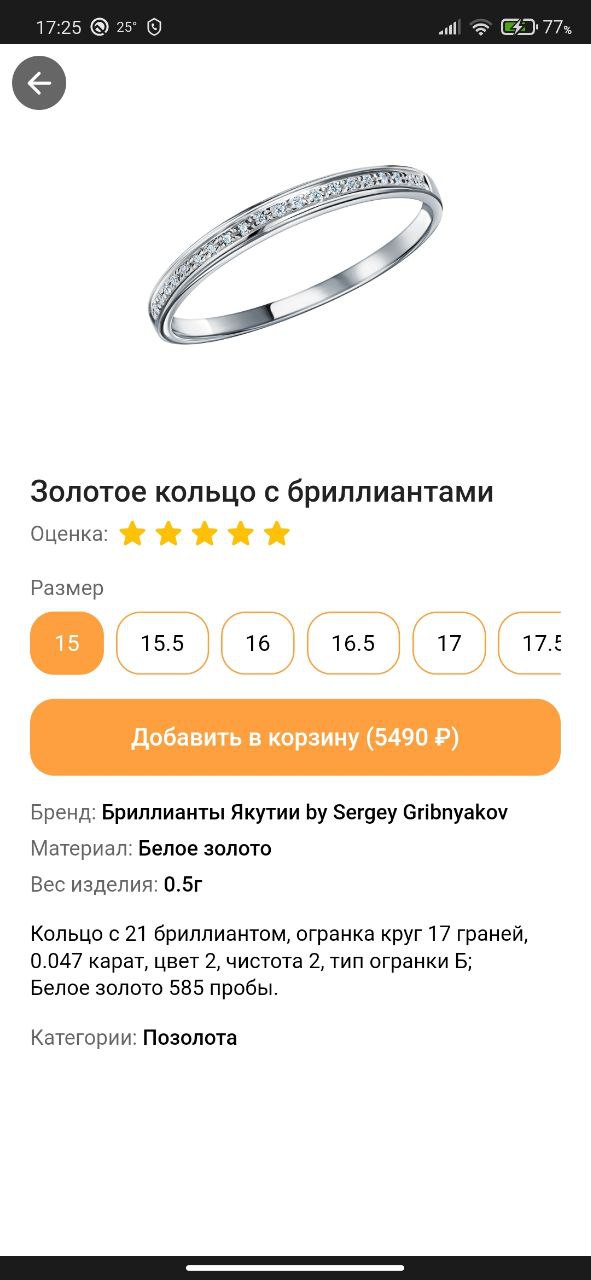 17:25 25° 77%
Золотое кольцо с бриллиантами
Оценка:
Размер
15 15.5 16 16.5 17 17.5
Добавить в корзину (5490 ₽)
Бренд: Бриллианты Якутии by Sergey Gribnyakov
Материал: Белое золото
Вес изделия: 0.5г
Кольцо с 21 бриллиантом, огранка круг 17 граней,
0.047 карат, цвет 2, чистота 2, тип огранки Б;
Белое золото 585 пробы.
Категории: Позолота